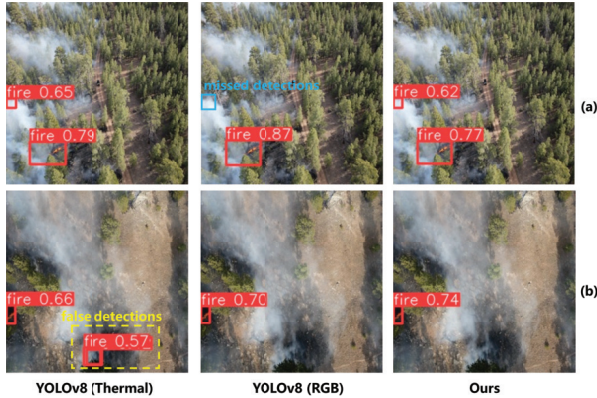 missed detections
fire 0.65
fire 0.62
(a)
fire 0.79
fire 0.87
fire 0.77
fire 0.66
fire 0.70
fire 0.74
(b)
false detections
fire 0.57
YOLOv8 (Thermal)
Y0LOv8 (RGB)
Ours